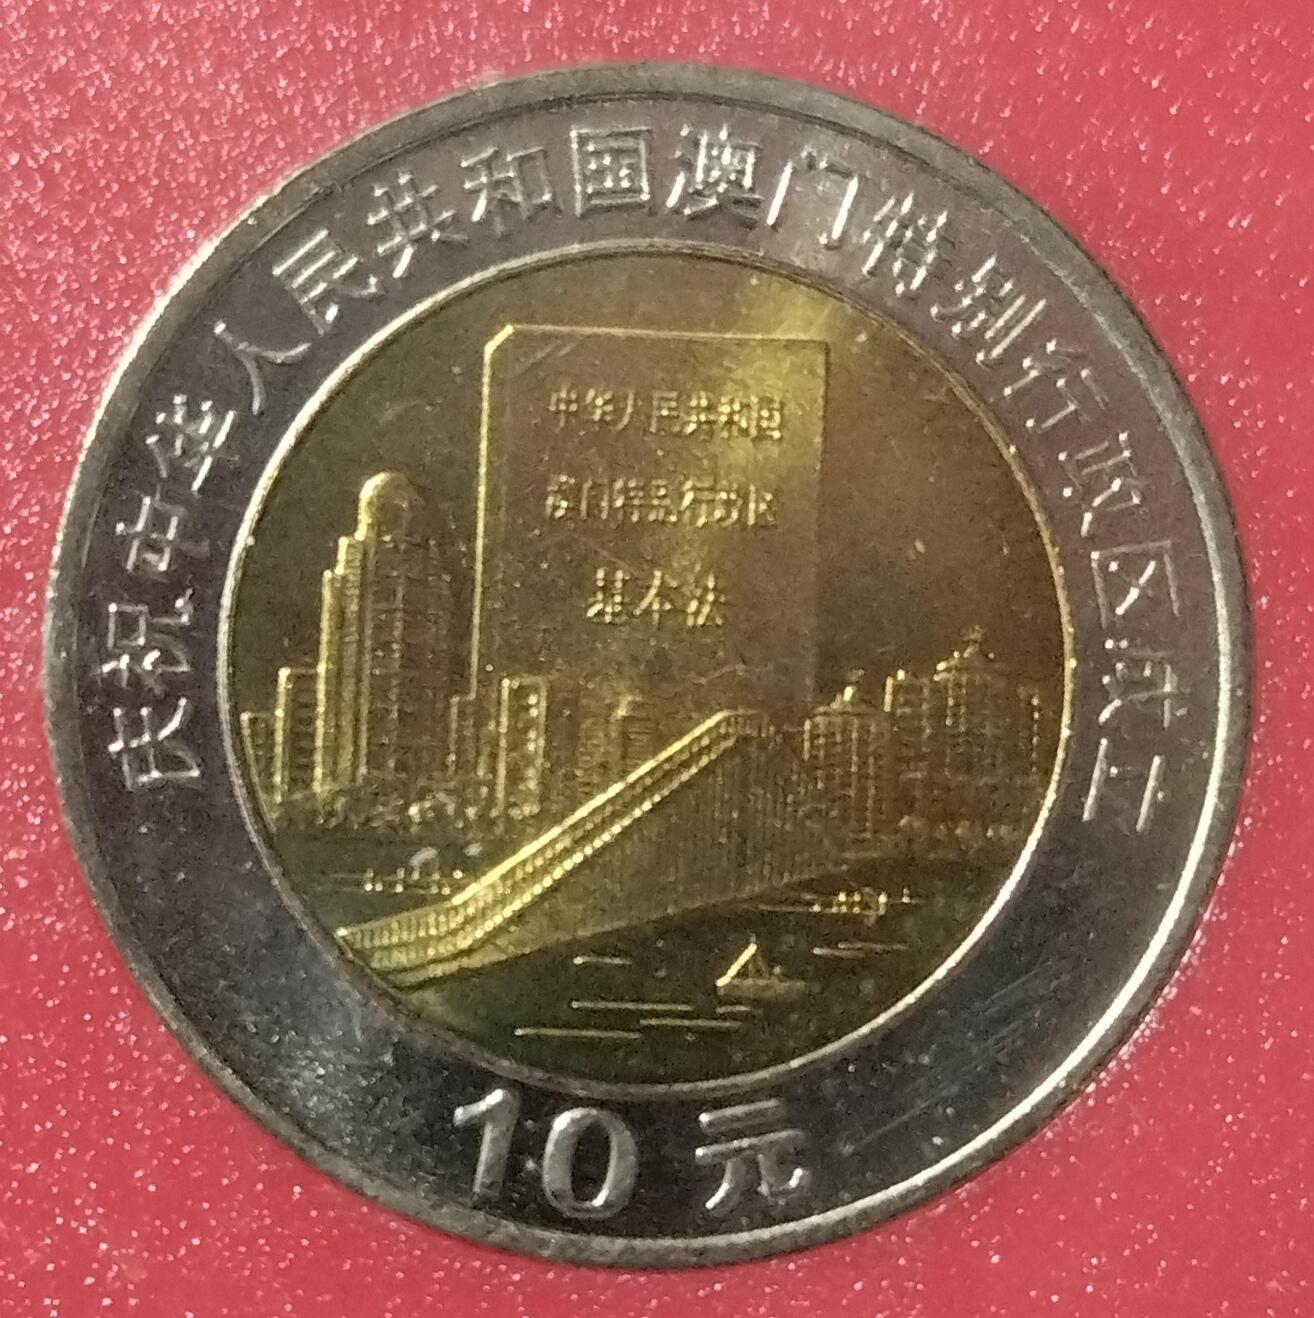 庆祝中华人民共和国澳门特别行政区成立
中华人民共和国
澳门特别行政区
基本法
10元